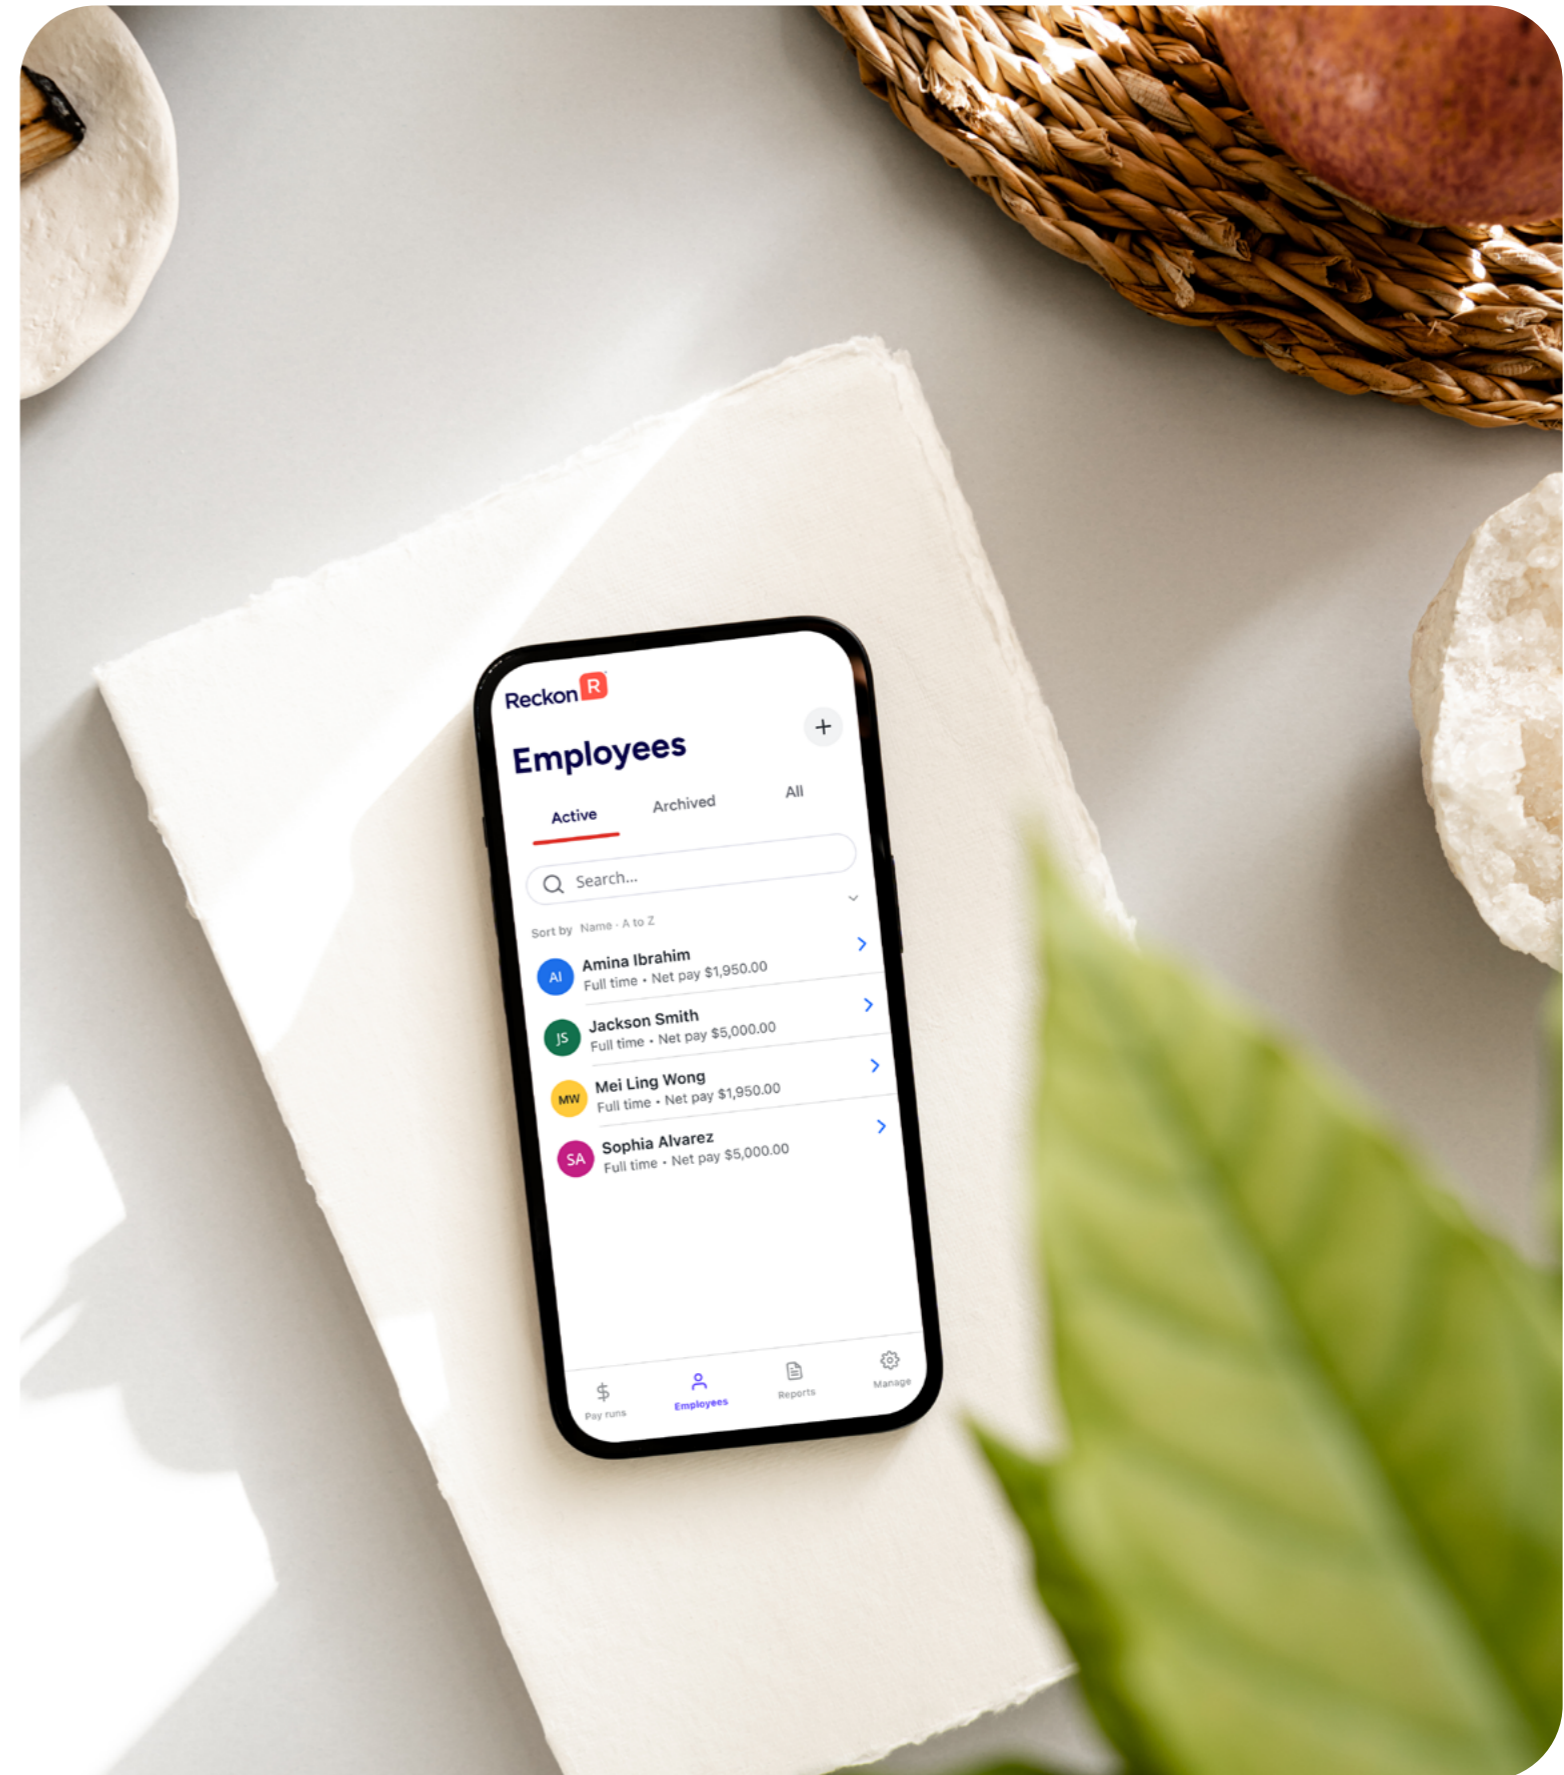 Reckon R
Employees
+
Active Archived All
Search...
Sort by Name · A to Z
AI Amina Ibrahim
Full time • Net pay $1,950.00
JS Jackson Smith
Full time • Net pay $5,000.00
MW Mei Ling Wong
Full time • Net pay $1,950.00
SA Sophia Alvarez
Full time • Net pay $5,000.00
$
Pay runs Employees Reports Manage